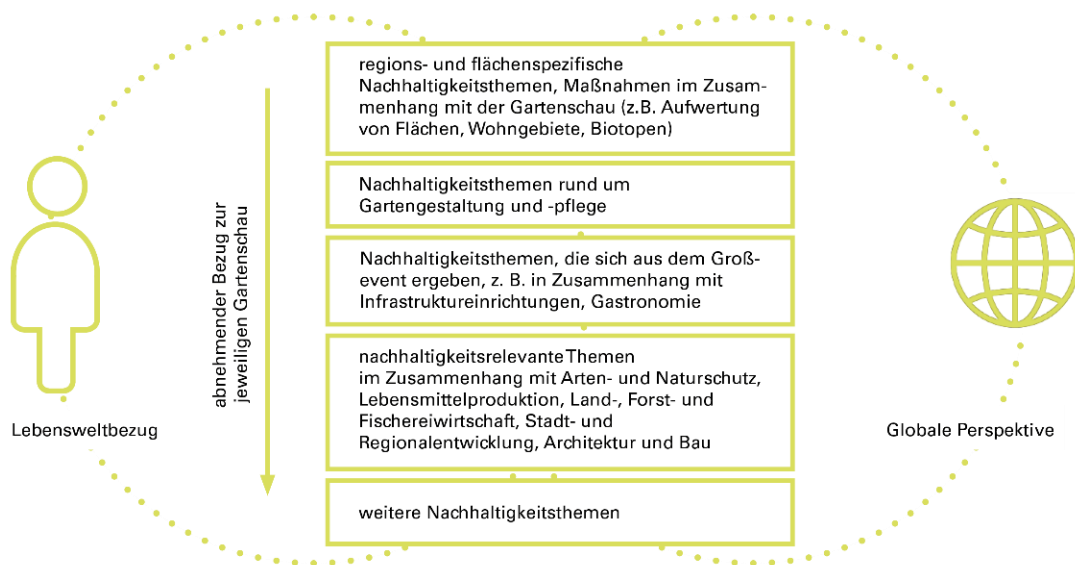 regions- und flächenspezifische
Nachhaltigkeitsthemen, Maßnahmen im Zusam-
menhang mit der Gartenschau (z.B. Aufwertung
von Flächen, Wohngebiete, Biotopen)
Nachhaltigkeitsthemen rund um
Gartengestaltung und -pflege
Nachhaltigkeitsthemen, die sich aus dem Groß-
event ergeben, z. B. in Zusammenhang mit
Infrastruktureinrichtungen, Gastronomie
nachhaltigkeitsrelevante Themen
im Zusammenhang mit Arten- und Naturschutz,
Lebensmittelproduktion, Land-, Forst- und
Fischereiwirtschaft, Stadt- und
Regionalentwicklung, Architektur und Bau
weitere Nachhaltigkeitsthemen
abnehmender Bezug zur
jeweiligen Gartenschau
Lebensweltbezug
Globale Perspektive